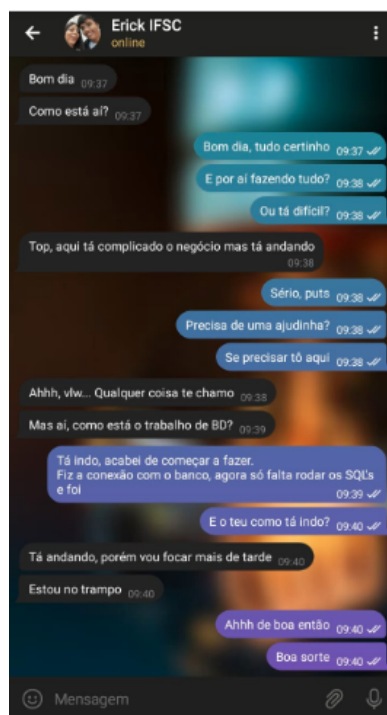 Erick IFSC
online
Bom dia 09:37
Como está aí? 09:37
Bom dia, tudo certinho 09:37
E por aí fazendo tudo? 09:38
Ou tá difícil? 09:38
Top, aqui tá complicado o negócio mas tá andando
09:38
Sério, puts 09:38
Precisa de uma ajudinha? 09:38
Se precisar tô aqui 09:38
Ahhh, vlw... Qualquer coisa te chamo 09:38
Mas aí, como está o trabalho de BD? 09:39
Tá indo, acabei de começar a fazer.
Fiz a conexão com o banco, agora só falta rodar os SQL's
e foi
09:39
E o teu como tá indo? 09:40
Tá andando, porém vou focar mais de tarde 09:40
Estou no trampo 09:40
Ahhh de boa então 09:40
Boa sorte 09:40
Mensagem